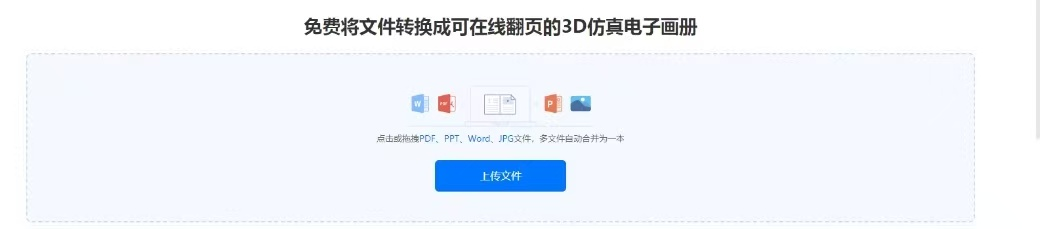 免费将文件转换成可在线翻页的3D仿真电子画册
W PDF P
点击或拖拽PDF、PPT、Word、JPG文件，多文件自动合并为一本
上传文件